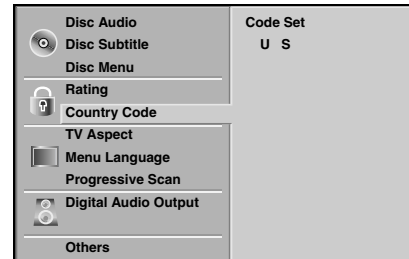 Disc Audio
Disc Subtitle
Disc Menu
Rating
Country Code
TV Aspect
Menu Language
Progressive Scan
Digital Audio Output
Others
Code Set
U S